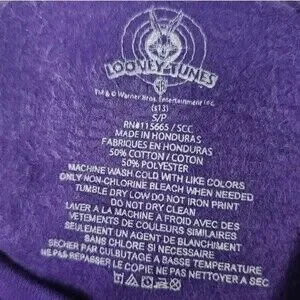 LOONEY TUNES
TM & © Warner Bros. Entertainment Inc.
(s13)
S/P
RN#115665 / SCC
MADE IN HONDURAS
FABRIQUES EN HONDURAS
50% COTTON / COTON
50% POLYESTER
MACHINE WASH COLD WITH LIKE COLORS
ONLY NON-CHLORINE BLEACH WHEN NEEDED
TUMBLE DRY LOW DO NOT IRON PRINT
DO NOT DRY CLEAN
LAVER A LA MACHINE A FROID AVEC DES
VETEMENTS DE COULEURS SIMILAIRES
SEULEMENT UN AGENT DE BLANCHIMENT
SANS CHLORE SI NECESSAIRE
SECHER PAR CULBUTAGE A BASSE TEMPERATURE
NE PAS REPASSER LE COPIE NE PAS NETTOYER A SEC